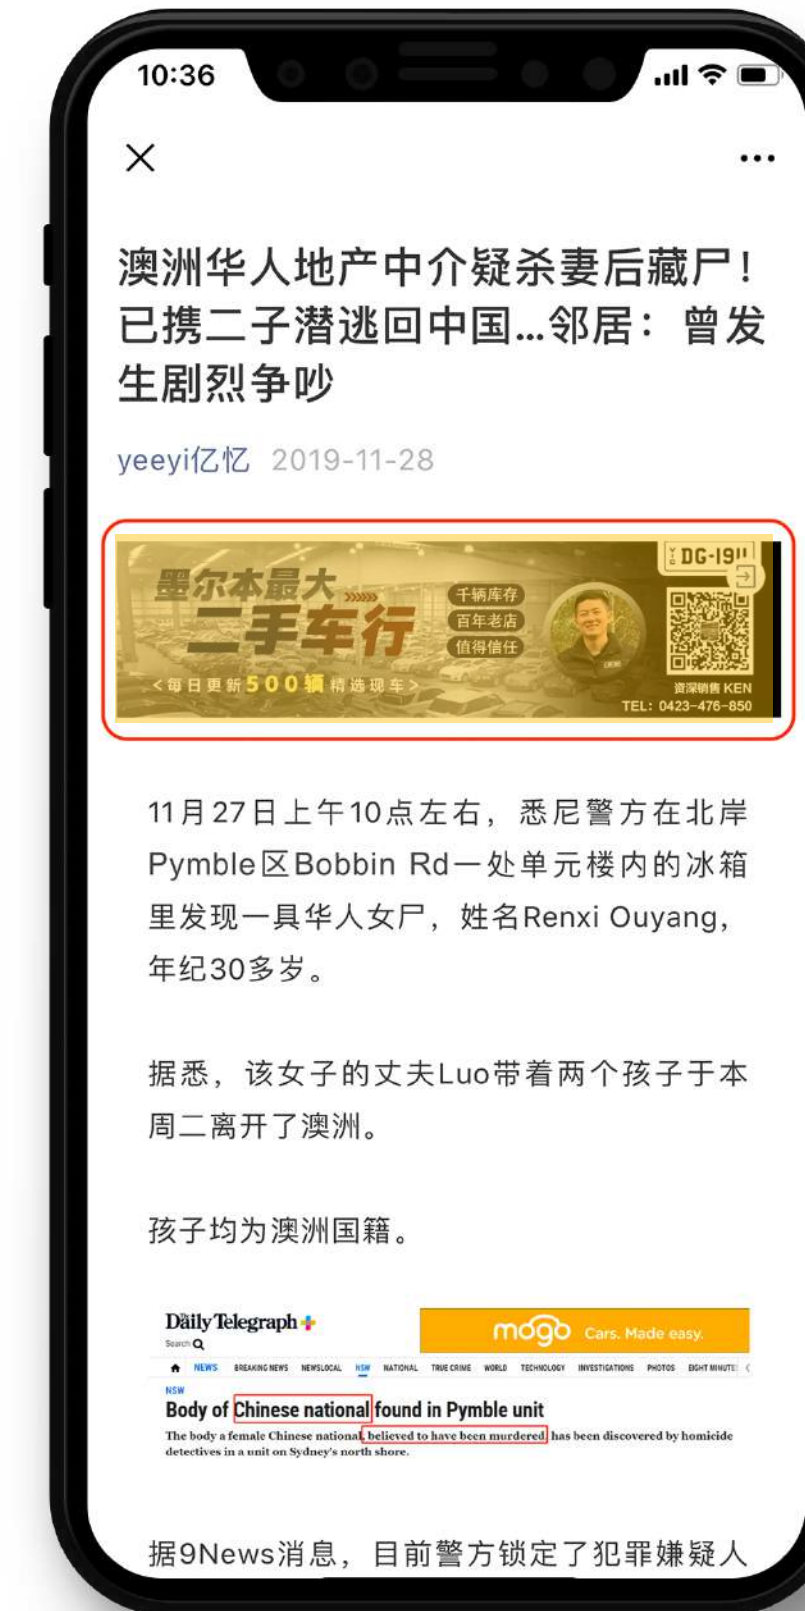 10:36
澳洲华人地产中介疑杀妻后藏尸！
已携二子潜逃回中国...邻居：曾发
生剧烈争吵
yeeyi亿忆 2019-11-28
墨尔本最大
二手车行
<每日更新500辆精选现车>
千辆库存
百年老店
值得信任
VIC DG-19
资深销售 KEN
TEL: 0423-476-850
11月27日上午10点左右，悉尼警方在北岸
Pymble区Bobbin Rd一处单元楼内的冰箱
里发现一具华人女尸，姓名Renxi Ouyang，
年纪30多岁。
据悉，该女子的丈夫Luo带着两个孩子于本
周二离开了澳洲。
孩子均为澳洲国籍。
The Daily Telegraph
Search
mogo Cars. Made easy.
NEWS BREAKING NEWS NEWSLOCAL NSW NATIONAL TRUE CRIME WORLD TECHNOLOGY INVESTIGATIONS PHOTOS EIGHT MINUTE
NSW
Body of Chinese national found in Pymble unit
The body a female Chinese national, believed to have been murdered, has been discovered by homicide
detectives in a unit on Sydney's north shore.
据9News消息，目前警方锁定了犯罪嫌疑人